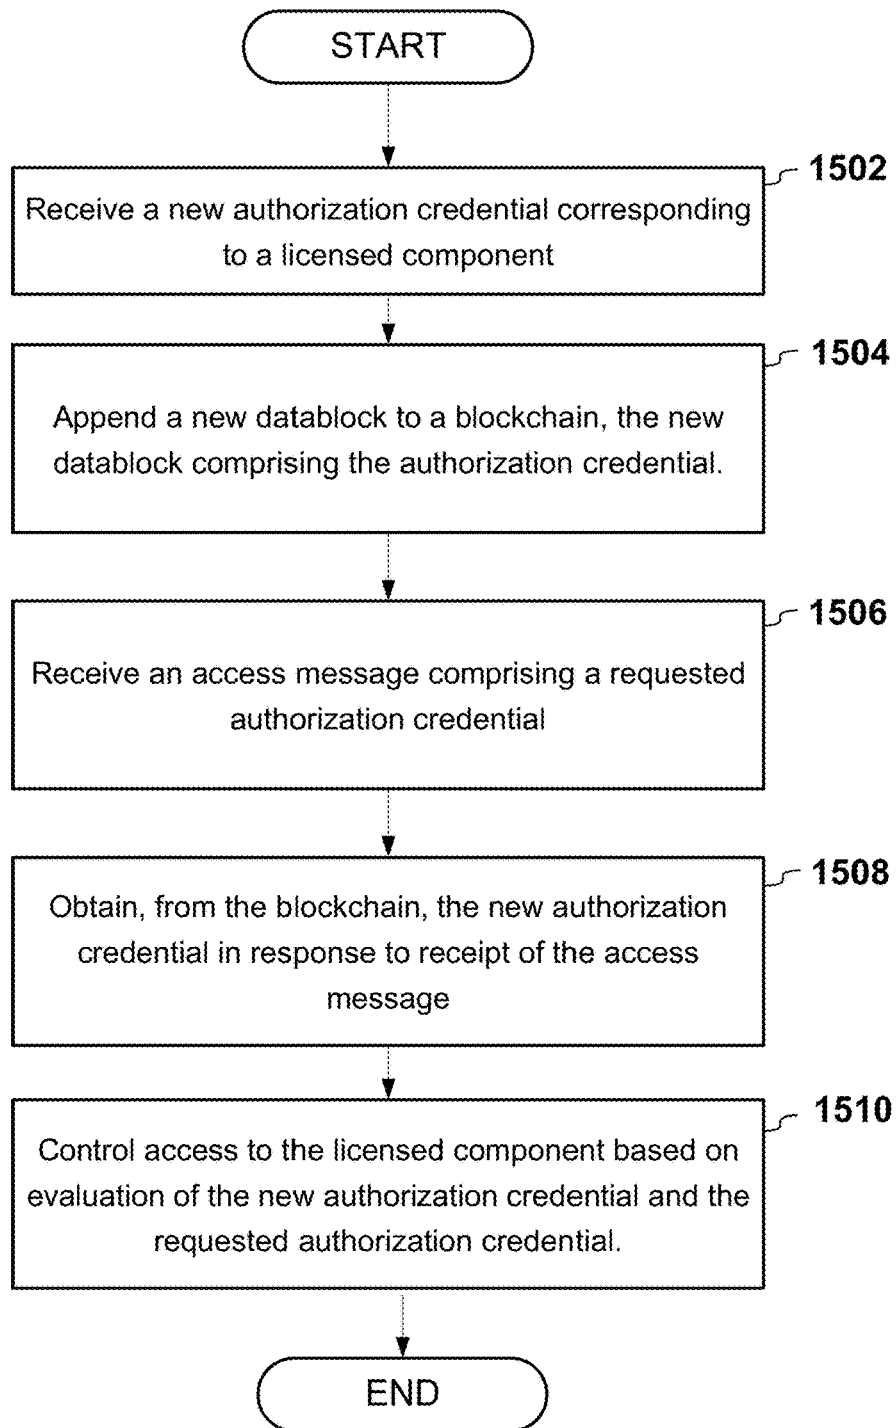 START
1502
Receive a new authorization credential corresponding
to a licensed component
1504
Append a new datablock to a blockchain, the new
datablock comprising the authorization credential.
1506
Receive an access message comprising a requested
authorization credential
1508
Obtain, from the blockchain, the new authorization
credential in response to receipt of the access
message
1510
Control access to the licensed component based on
evaluation of the new authorization credential and the
requested authorization credential.
END